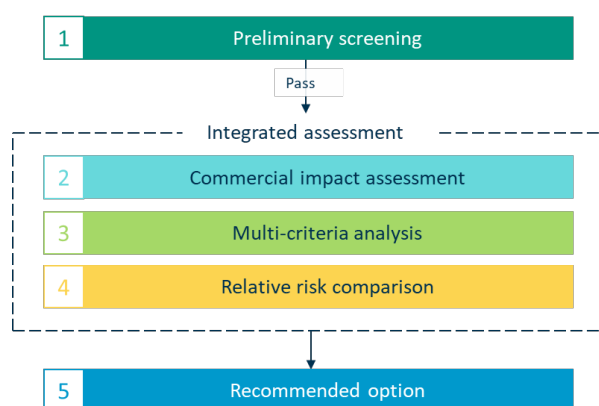 1 Preliminary screening
Pass
Integrated assessment
2 Commercial impact assessment
3 Multi-criteria analysis
4 Relative risk comparison
5 Recommended option